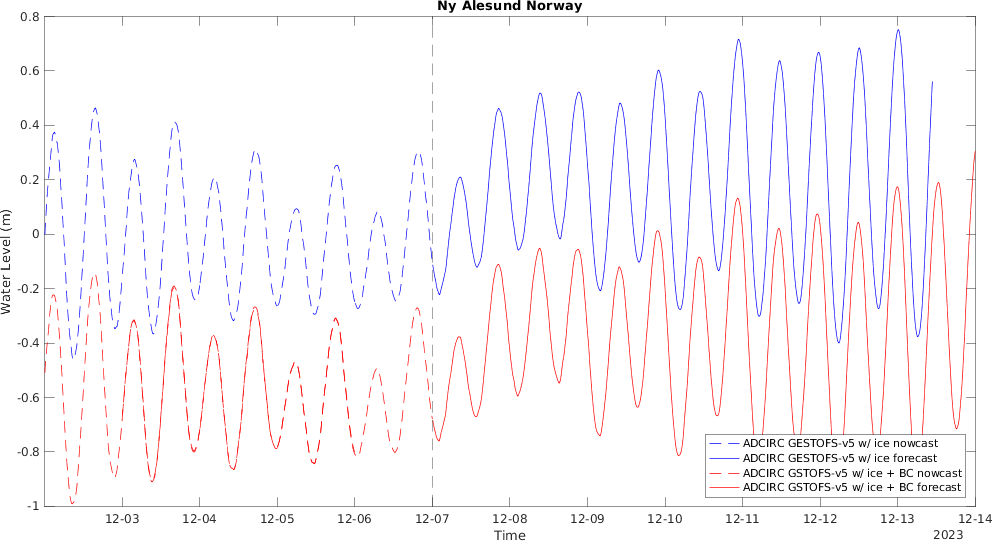 Ny Alesund Norway
0.8
0.6
0.4
0.2
0
-0.2
-0.4
-0.6
-0.8
-1
Water Level (m)
ADCIRC GESTOFS-v5 w/ ice nowcast
ADCIRC GESTOFS-v5 w/ ice forecast
ADCIRC GSTOFS-v5 w/ ice + BC nowcast
ADCIRC GSTOFS-v5 w/ ice + BC forecast
12-03 12-04 12-05 12-06 12-07 12-08 12-09 12-10 12-11 12-12 12-13 12-14
Time
2023